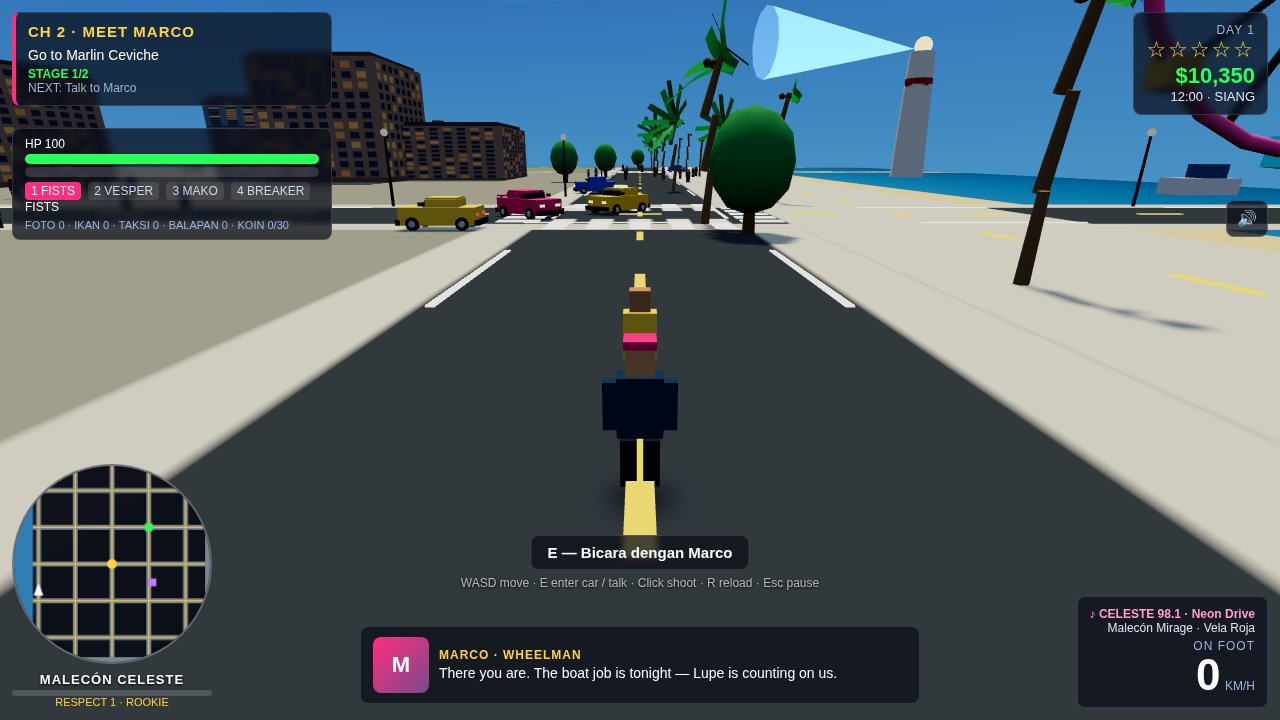 CH 2 · MEET MARCO
Go to Marlin Ceviche
STAGE 1/2
NEXT: Talk to Marco
HP 100
1 FISTS 2 VESPER 3 MAKO 4 BREAKER
FISTS
FOTO 0 · IKAN 0 · TAKSI 0 · BALAPAN 0 · KOIN 0/30
DAY 1
☆☆☆☆☆
$10,350
12:00 · SIANG
E — Bicara dengan Marco
WASD move · E enter car / talk · Click shoot · R reload · Esc pause
M
MARCO · WHEELMAN
There you are. The boat job is tonight — Lupe is counting on us.
MALECÓN CELESTE
RESPECT 1 · ROOKIE
♪ CELESTE 98.1 · Neon Drive
Malecón Mirage · Vela Roja
ON FOOT
0 KM/H